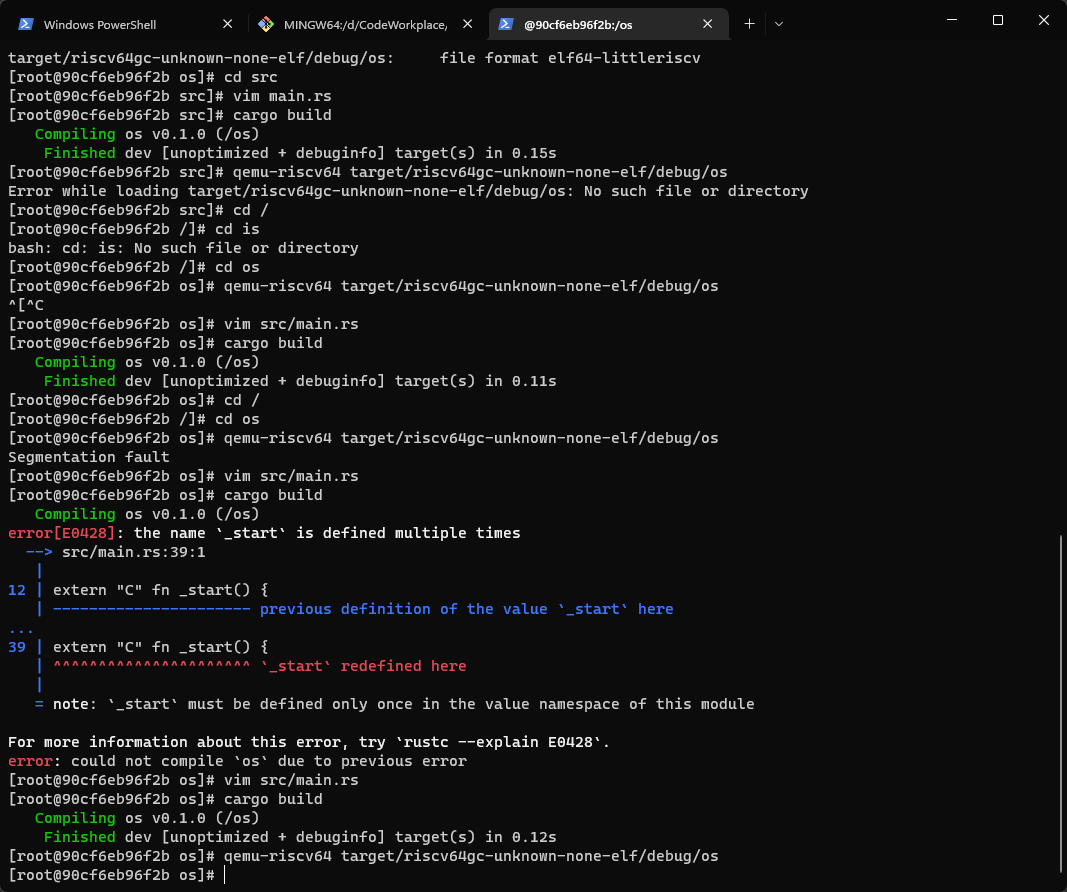 Windows PowerShell
MINGW64:/d/CodeWorkplace,
@90cf6eb96f2b:/os
target/riscv64gc-unknown-none-elf/debug/os:     file format elf64-littleriscv
[root@90cf6eb96f2b os]# cd src
[root@90cf6eb96f2b src]# vim main.rs
[root@90cf6eb96f2b src]# cargo build
   Compiling os v0.1.0 (/os)
    Finished dev [unoptimized + debuginfo] target(s) in 0.15s
[root@90cf6eb96f2b src]# qemu-riscv64 target/riscv64gc-unknown-none-elf/debug/os
Error while loading target/riscv64gc-unknown-none-elf/debug/os: No such file or directory
[root@90cf6eb96f2b src]# cd /
[root@90cf6eb96f2b /]# cd is
bash: cd: is: No such file or directory
[root@90cf6eb96f2b /]# cd os
[root@90cf6eb96f2b os]# qemu-riscv64 target/riscv64gc-unknown-none-elf/debug/os
^[^C
[root@90cf6eb96f2b os]# vim src/main.rs
[root@90cf6eb96f2b os]# cargo build
   Compiling os v0.1.0 (/os)
    Finished dev [unoptimized + debuginfo] target(s) in 0.11s
[root@90cf6eb96f2b os]# cd /
[root@90cf6eb96f2b /]# cd os
[root@90cf6eb96f2b os]# qemu-riscv64 target/riscv64gc-unknown-none-elf/debug/os
Segmentation fault
[root@90cf6eb96f2b os]# vim src/main.rs
[root@90cf6eb96f2b os]# cargo build
   Compiling os v0.1.0 (/os)
error[E0428]: the name `_start` is defined multiple times
  --> src/main.rs:39:1
   |
12 | extern "C" fn _start() {
   | ---------------------- previous definition of the value `_start` here
...
39 | extern "C" fn _start() {
   | ^^^^^^^^^^^^^^^^^^^^^^ `_start` redefined here
   |
   = note: `_start` must be defined only once in the value namespace of this module

For more information about this error, try `rustc --explain E0428`.
error: could not compile `os` due to previous error
[root@90cf6eb96f2b os]# vim src/main.rs
[root@90cf6eb96f2b os]# cargo build
   Compiling os v0.1.0 (/os)
    Finished dev [unoptimized + debuginfo] target(s) in 0.12s
[root@90cf6eb96f2b os]# qemu-riscv64 target/riscv64gc-unknown-none-elf/debug/os
[root@90cf6eb96f2b os]#